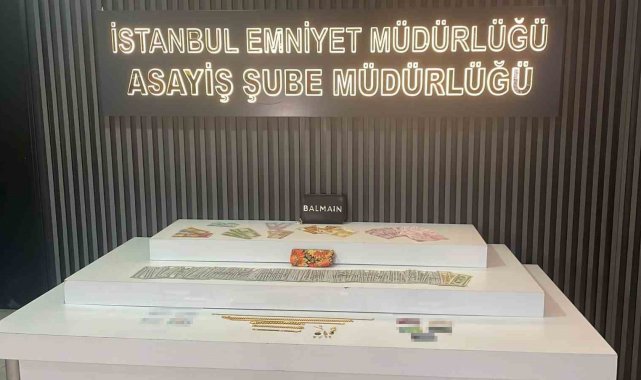 İSTANBUL EMNİYET MÜDÜRLÜĞÜ
ASAYİŞ ŞUBE MÜDÜRLÜĞÜ
BALMAIN